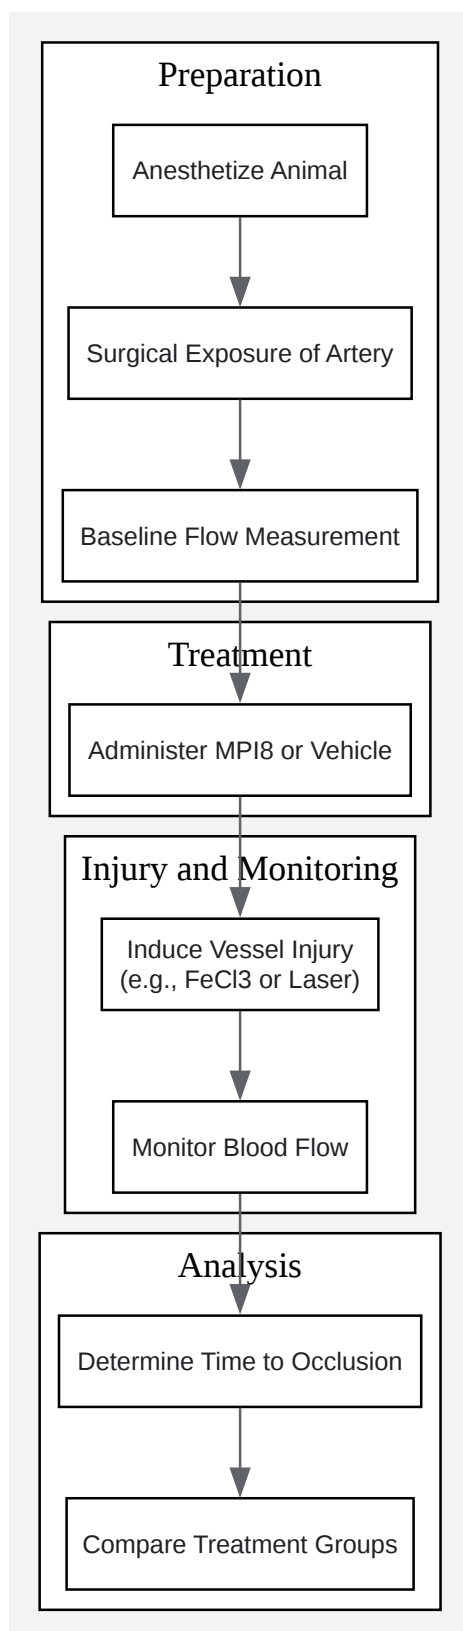 Preparation
Anesthetize Animal
Surgical Exposure of Artery
Baseline Flow Measurement
Treatment
Administer MPI8 or Vehicle
Injury and Monitoring
Induce Vessel Injury
(e.g., FeCl3 or Laser)
Monitor Blood Flow
Analysis
Determine Time to Occlusion
Compare Treatment Groups